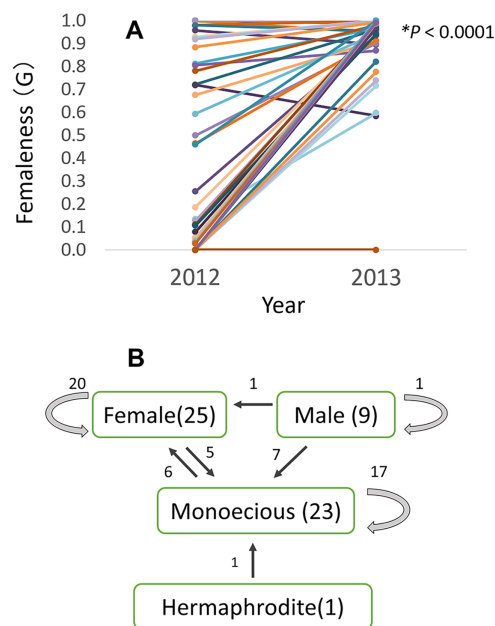 A
*P < 0.0001
Femaleness (G)
1.0
0.9
0.8
0.7
0.6
0.5
0.4
0.3
0.2
0.1
0.0
2012 2013
Year
B
20 1 1
Female(25) Male (9)
6 5 7 17
Monoecious (23)
1
Hermaphrodite(1)